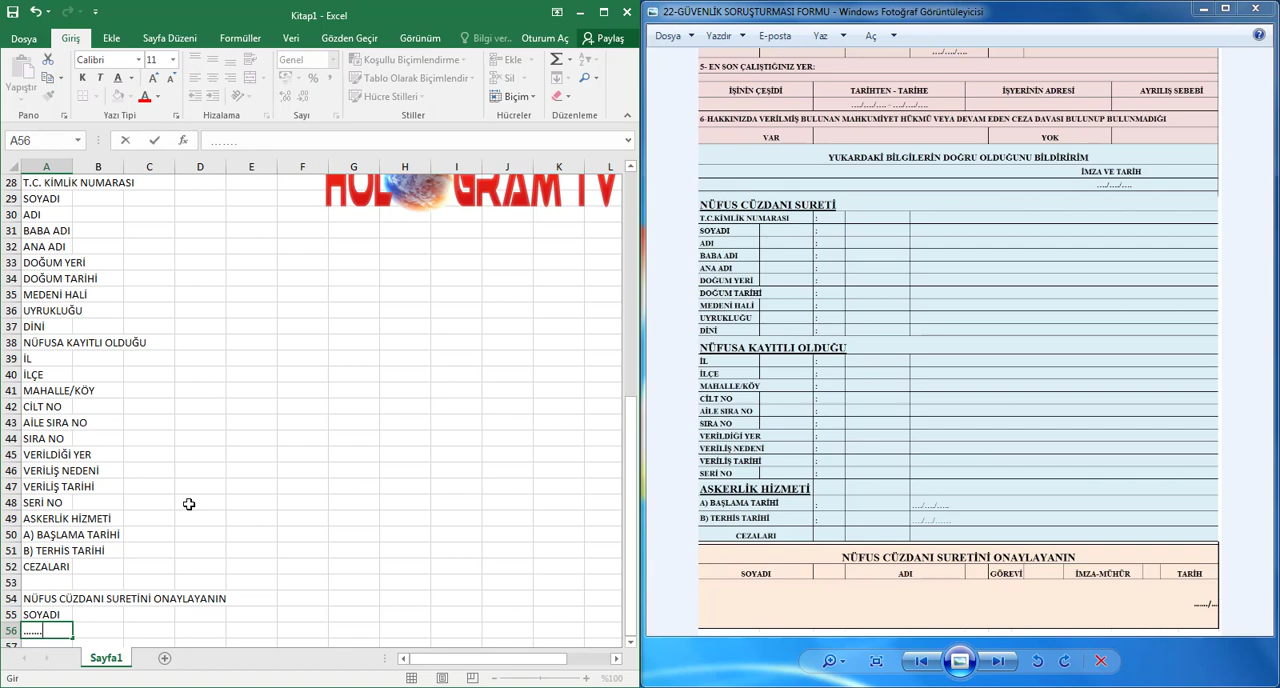 Kitap1 - Excel
Dosya Giriş Ekle Sayfa Düzeni Formüller Veri Gözden Geçir Görünüm Bilgi ver... Oturum Aç Paylaş
Yapıştır
Calibri 11
Genel
Koşullu Biçimlendirme
Tablo Olarak Biçimlendir
Hücre Stilleri
Ekle
Sil
Biçim
Pano Yazı Tipi Hizalama Sayı Stiller Hücreler Düzenleme
A56 .......
A B C D E F G H I J K L
28 T.C. KİMLİK NUMARASI
29 SOYADI
30 ADI
31 BABA ADI
32 ANA ADI
33 DOĞUM YERİ
34 DOĞUM TARİHİ
35 MEDENİ HALİ
36 UYRUKLUĞU
37 DİNİ
38 NÜFUSA KAYITLI OLDUĞU
39 İL
40 İLÇE
41 MAHALLE/KÖY
42 CİLT NO
43 AİLE SIRA NO
44 SIRA NO
45 VERİLDİĞİ YER
46 VERİLİŞ NEDENİ
47 VERİLİŞ TARİHİ
48 SERİ NO
49 ASKERLİK HİZMETİ
50 A) BAŞLAMA TARİHİ
51 B) TERHİS TARİHİ
52 CEZALARI
53
54 NÜFUS CÜZDANI SURETİNİ ONAYLAYANIN
55 SOYADI
56 .......
57
HOLOGRAM TV
Sayfa1
Gir
%100
22-GÜVENLİK SORUŞTURMASI FORMU - Windows Fotoğraf Görüntüleyicisi
Dosya Yazdır E-posta Yaz Aç
..../..../....
5- EN SON ÇALIŞTIĞINIZ YER:
İŞİNİN ÇEŞİDİ TARİHTEN - TARİHE İŞYERİNİN ADRESİ AYRILIŞ SEBEBİ
..../..../.... - ..../..../....
6-HAKKINIZDA VERİLMİŞ BULUNAN MAHKUMİYET HÜKMÜ VEYA DEVAM EDEN CEZA DAVASI BULUNUP BULUNMADIĞI
VAR YOK
YUKARDAKİ BİLGİLERİN DOĞRU OLDUĞUNU BİLDİRİRİM
İMZA VE TARİH
..../..../....
NÜFUS CÜZDANI SURETİ
T.C.KİMLİK NUMARASI :
SOYADI :
ADI :
BABA ADI :
ANA ADI :
DOĞUM YERİ :
DOĞUM TARİHİ :
MEDENİ HALİ :
UYRUKLUĞU :
DİNİ :
NÜFUSA KAYITLI OLDUĞU
İL :
İLÇE :
MAHALLE/KÖY :
CİLT NO :
AİLE SIRA NO :
SIRA NO :
VERİLDİĞİ YER :
VERİLİŞ NEDENİ :
VERİLİŞ TARİHİ :
SERİ NO :
ASKERLİK HİZMETİ
A) BAŞLAMA TARİHİ : ..../..../.....
B) TERHİS TARİHİ : ..../..../......
CEZALARI
NÜFUS CÜZDANI SURETİNİ ONAYLAYANIN
SOYADI ADI GÖREVİ İMZA-MÜHÜR TARİH
....../...